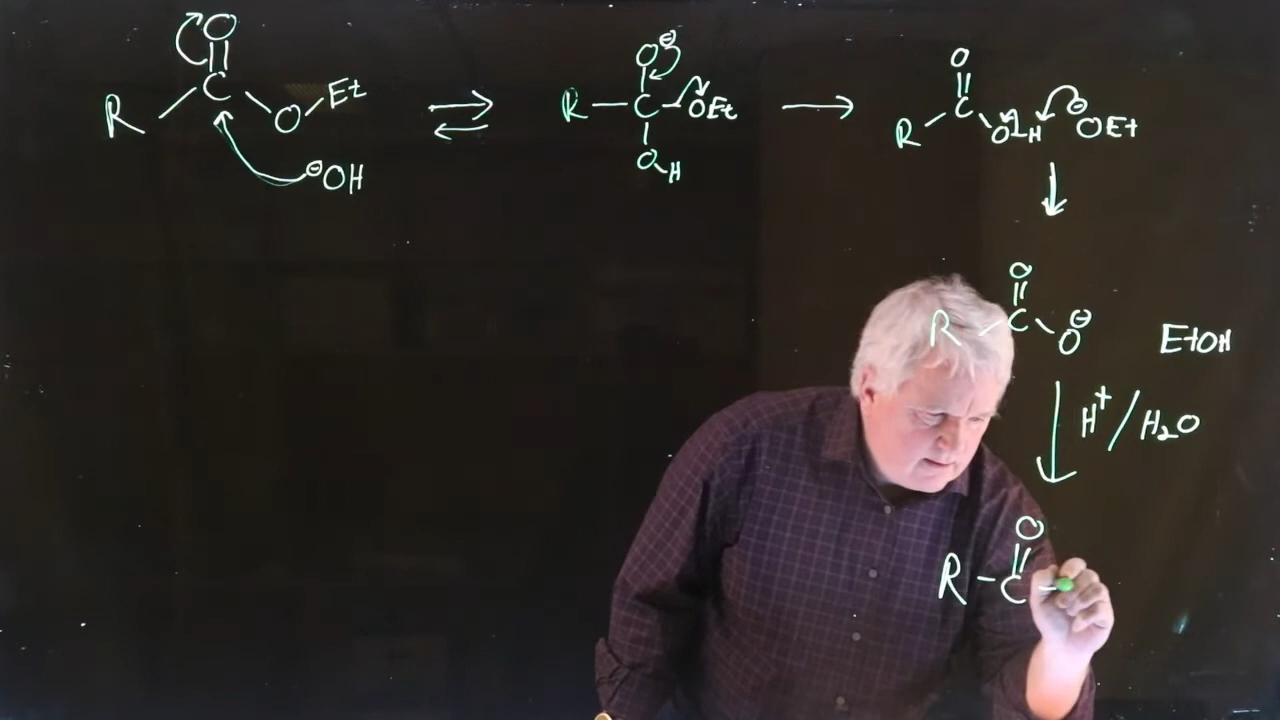 O
R C O Et
⊖OH
O⊖
R C OEt
O H
O
R C O H ⊖OEt
O
R C O⊖ EtOH
H+ / H2O
O
R - C -